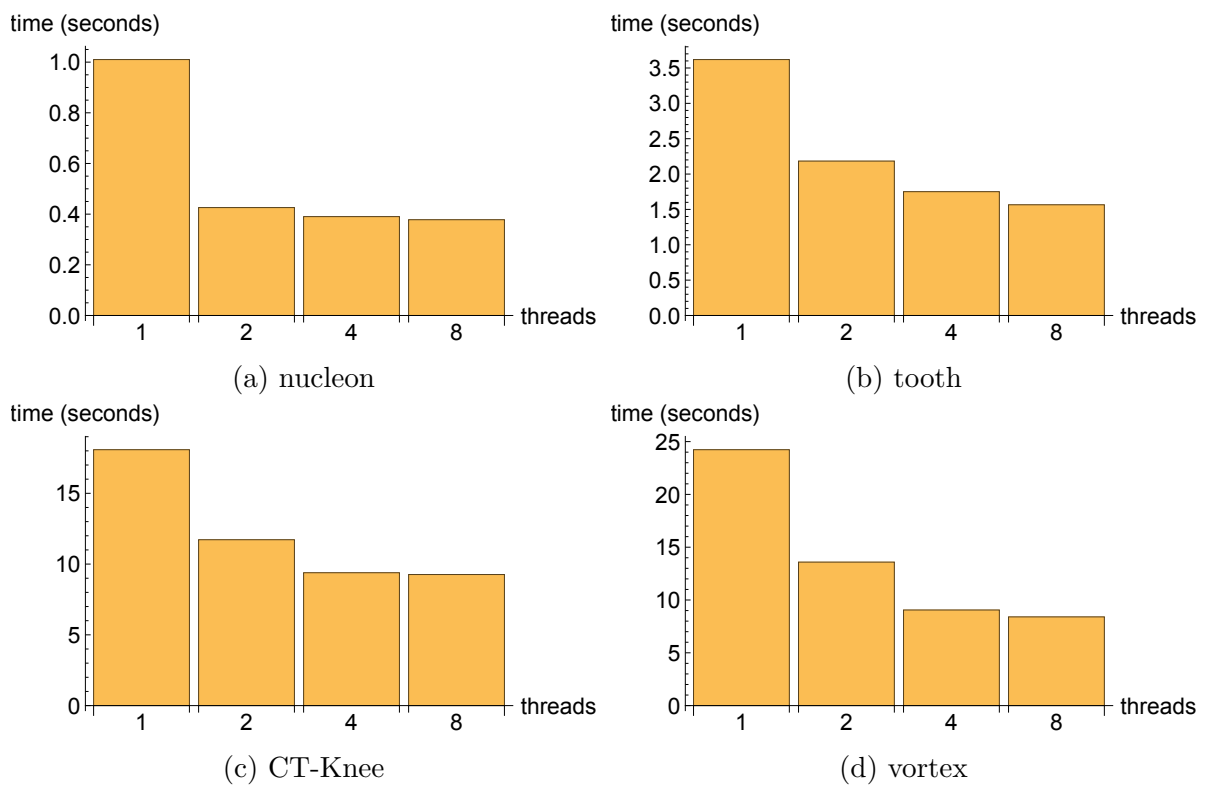 time (seconds)
1.0
0.8
0.6
0.4
0.2
0.0
1 2 4 8 threads
(a) nucleon
time (seconds)
3.5
3.0
2.5
2.0
1.5
1.0
0.5
0.0
1 2 4 8 threads
(b) tooth
time (seconds)
15
10
5
0
1 2 4 8 threads
(c) CT-Knee
time (seconds)
25
20
15
10
5
0
1 2 4 8 threads
(d) vortex